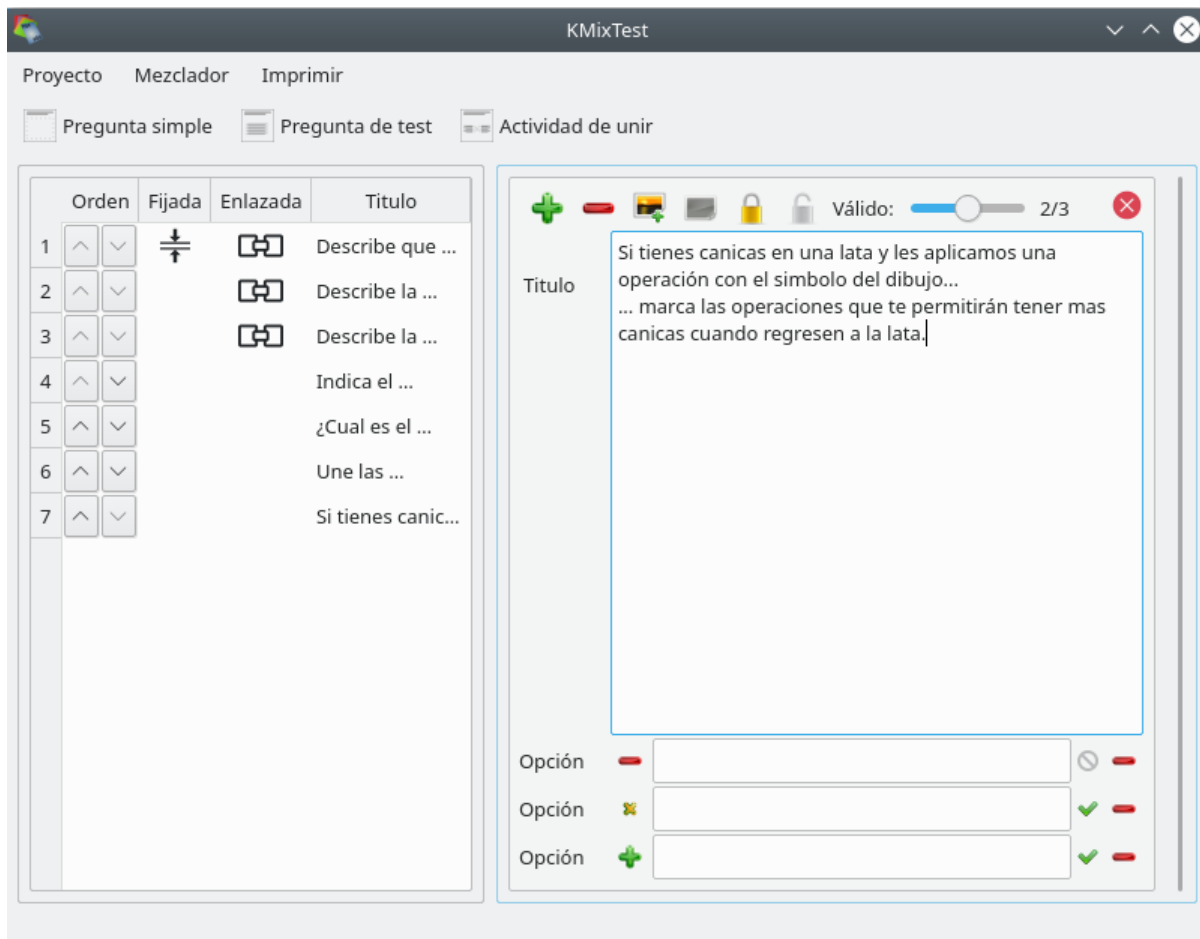 KMixTest
Proyecto Mezclador Imprimir
Pregunta simple Pregunta de test Actividad de unir
Orden Fijada Enlazada Titulo
1 Describe que ...
2 Describe la ...
3 Describe la ...
4 Indica el ...
5 ¿Cual es el ...
6 Une las ...
7 Si tienes canic...
Válido: 2/3
Titulo
Si tienes canicas en una lata y les aplicamos una
operación con el simbolo del dibujo...
... marca las operaciones que te permitirán tener mas
canicas cuando regresen a la lata.
Opción
Opción
Opción